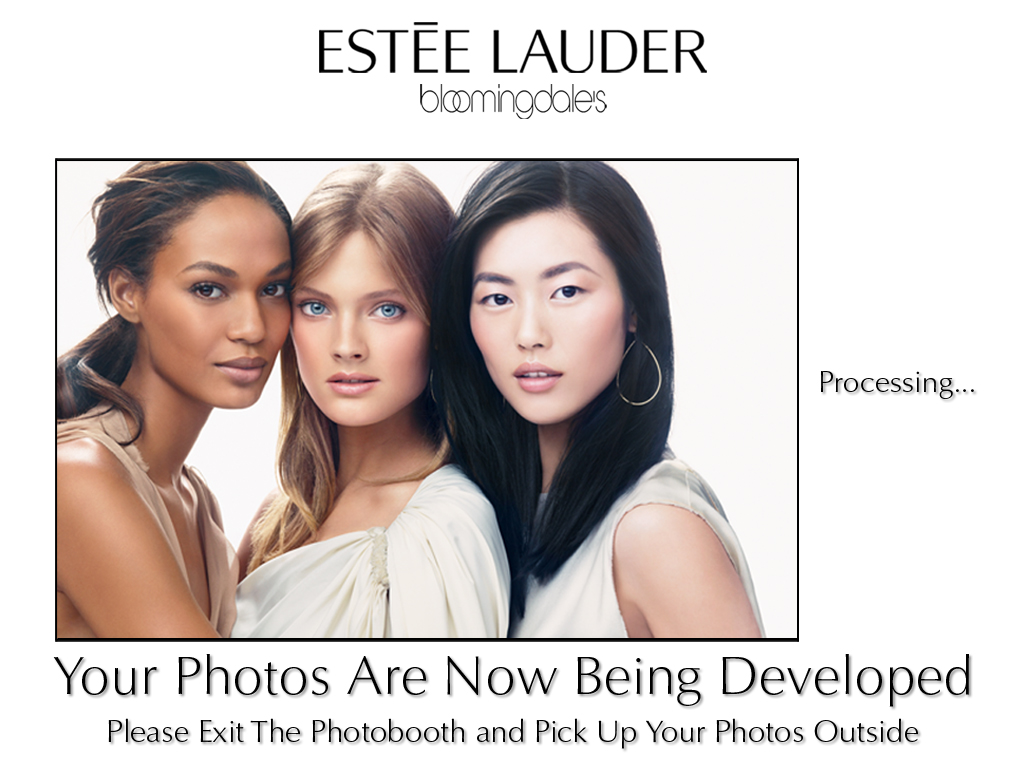 ESTĒE LAUDER
bloomingdale's
Processing...
Your Photos Are Now Being Developed
Please Exit The Photobooth and Pick Up Your Photos Outside